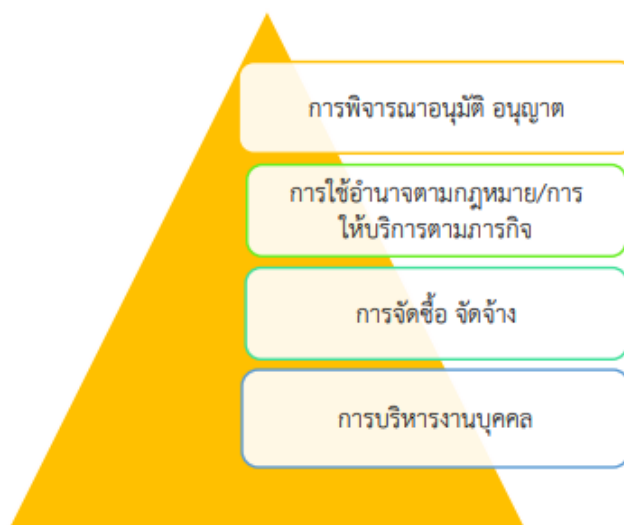 การพิจารณาอนุมัติ อนุญาต
การใช้อำนาจตามกฎหมาย/การ
ให้บริการตามภารกิจ
การจัดซื้อ จัดจ้าง
การบริหารงานบุคคล